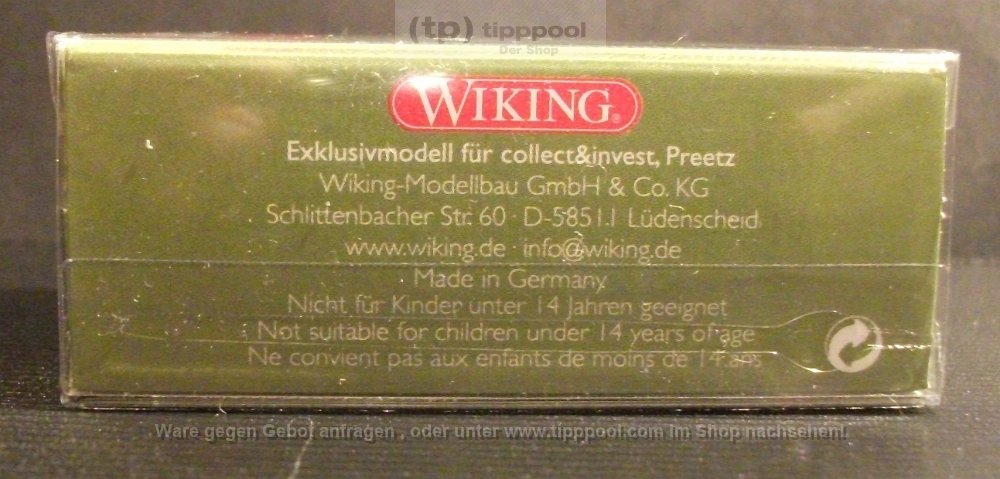 (tp) tipppool
Der Shop
WIKING®
Exklusivmodell für collect&invest, Preetz
Wiking-Modellbau GmbH & Co. KG
Schlittenbacher Str. 60 · D-58511 Lüdenscheid
www.wiking.de · info@wiking.de
Made in Germany
Nicht für Kinder unter 14 Jahren geeignet
Not suitable for children under 14 years of age
Ne convient pas aux enfants de moins de 14 ans
Ware gegen Gebot anfragen , oder unter www.tipppool.com im Shop nachsehen!